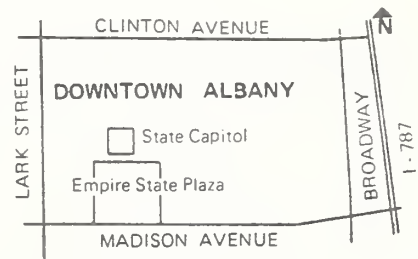 CLINTON AVENUE
N
DOWNTOWN ALBANY
LARK STREET
State Capitol
BROADWAY
I-787
Empire State Plaza
MADISON AVENUE